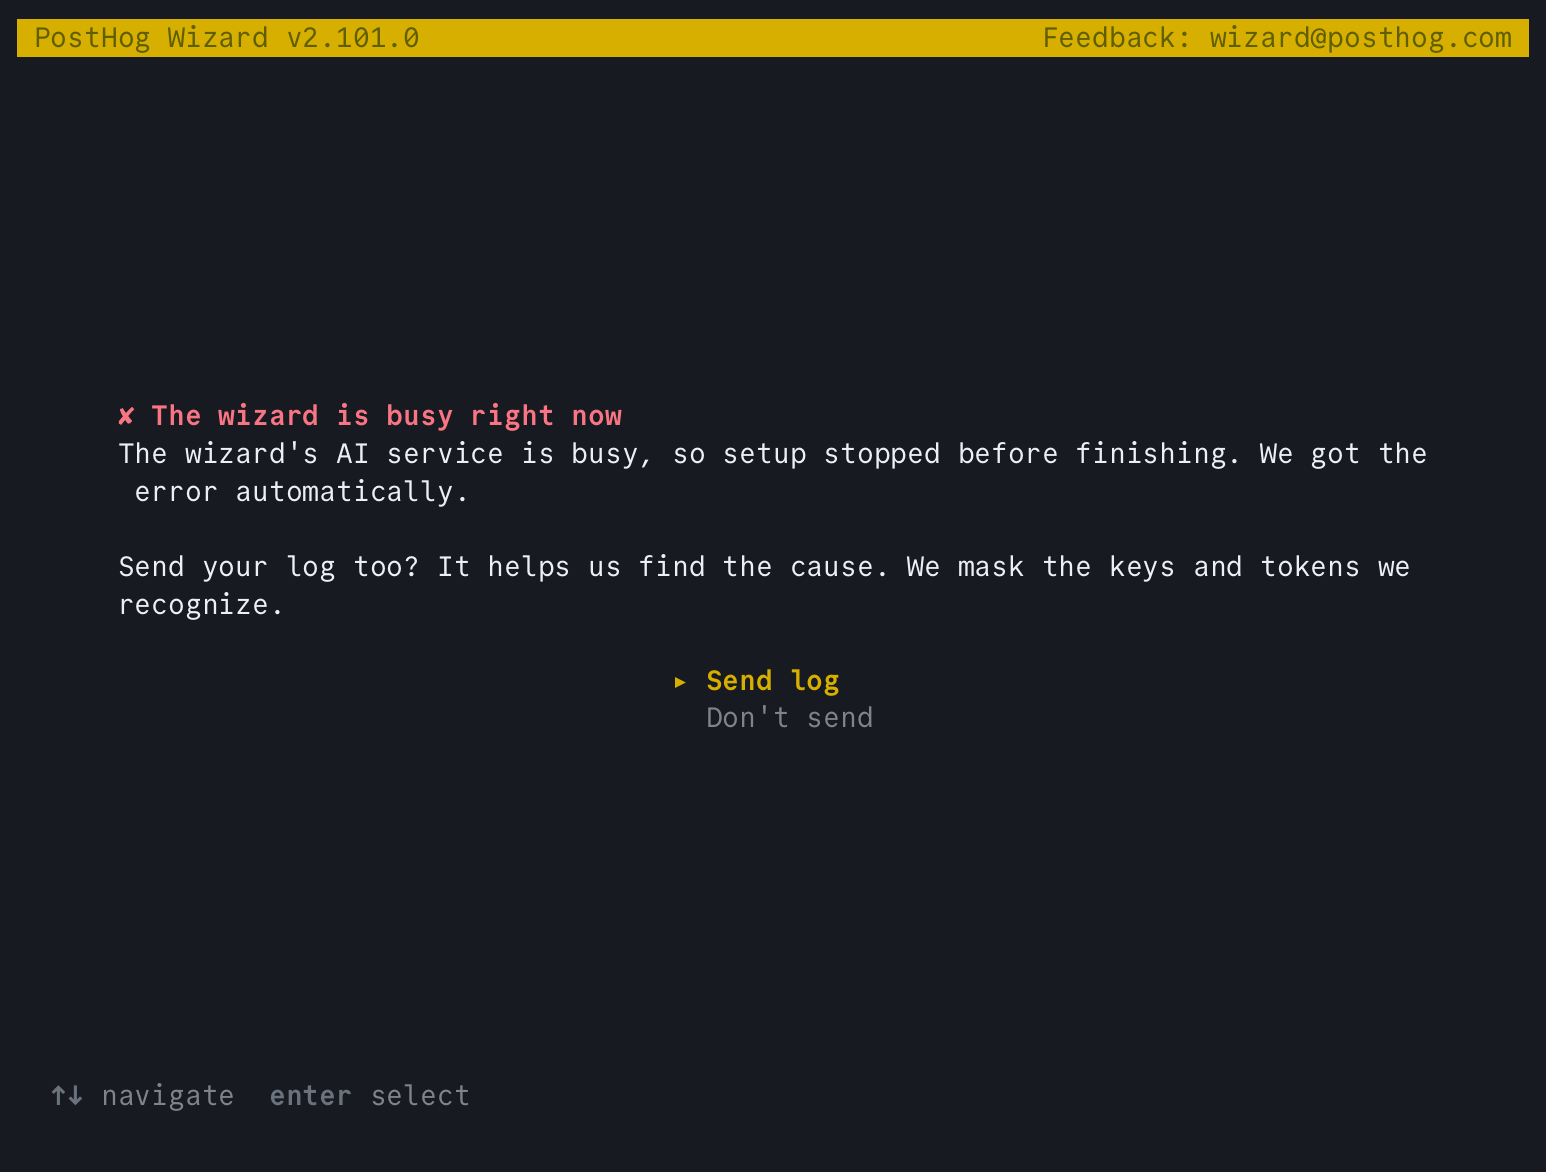 PostHog Wizard v2.101.0 Feedback: wizard@posthog.com
✘ The wizard is busy right now
The wizard's AI service is busy, so setup stopped before finishing. We got the
error automatically.
Send your log too? It helps us find the cause. We mask the keys and tokens we
recognize.
▸ Send log
Don't send
↑↓ navigate enter select